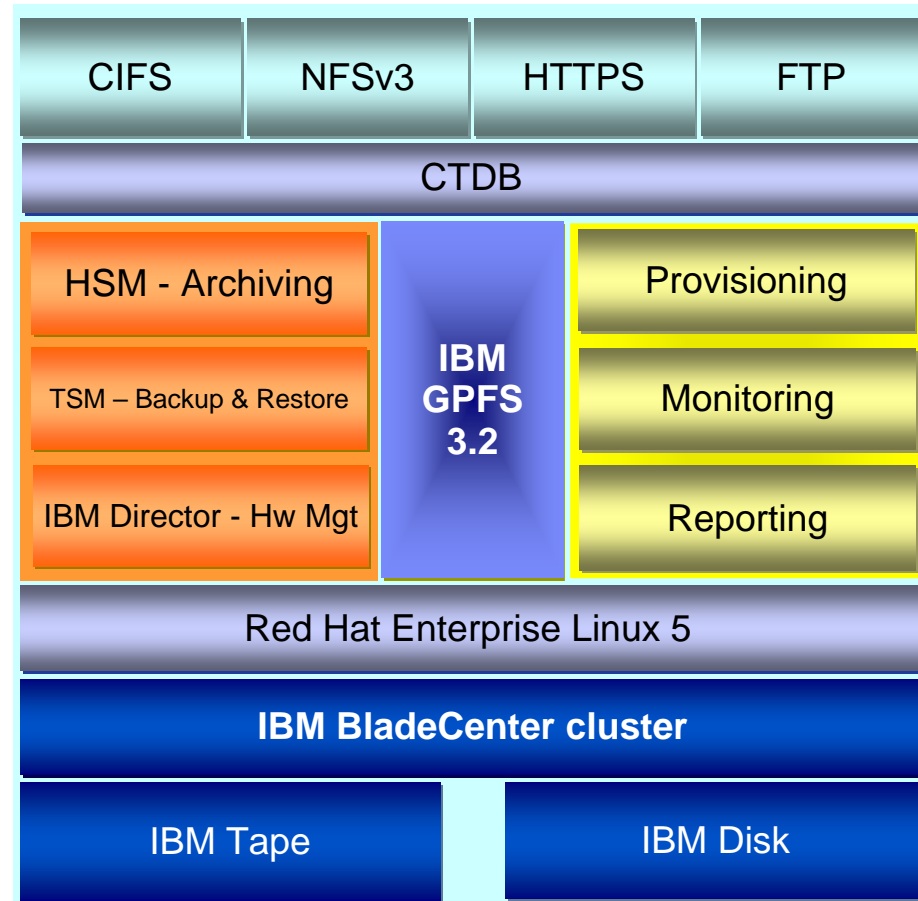 CIFS
NFSv3
HTTPS
FTP
CTDB
HSM - Archiving
TSM – Backup & Restore
IBM Director - Hw Mgt
IBM
GPFS
3.2
Provisioning
Monitoring
Reporting
Red Hat Enterprise Linux 5
IBM BladeCenter cluster
IBM Tape
IBM Disk